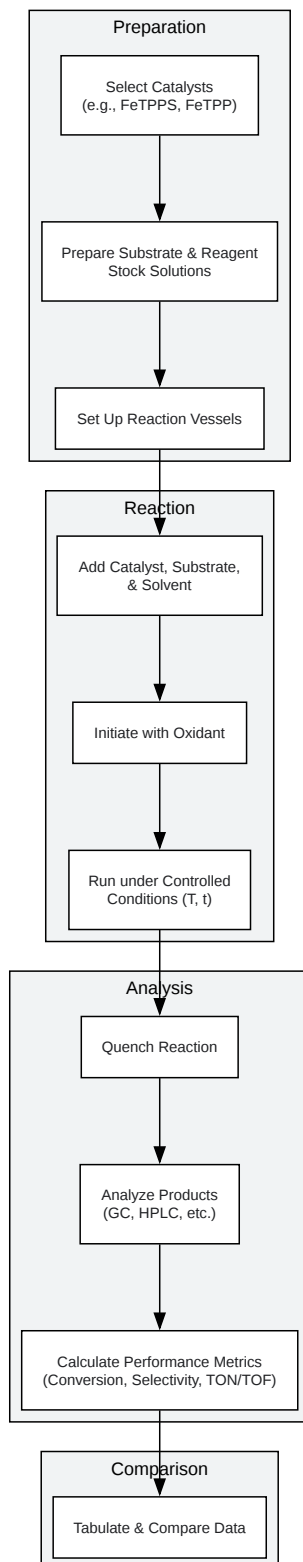 Preparation
Select Catalysts
(e.g., FeTPPS, FeTPP)
Prepare Substrate & Reagent
Stock Solutions
Set Up Reaction Vessels
Reaction
Add Catalyst, Substrate,
& Solvent
Initiate with Oxidant
Run under Controlled
Conditions (T, t)
Analysis
Quench Reaction
Analyze Products
(GC, HPLC, etc.)
Calculate Performance Metrics
(Conversion, Selectivity, TON/TOF)
Comparison
Tabulate & Compare Data